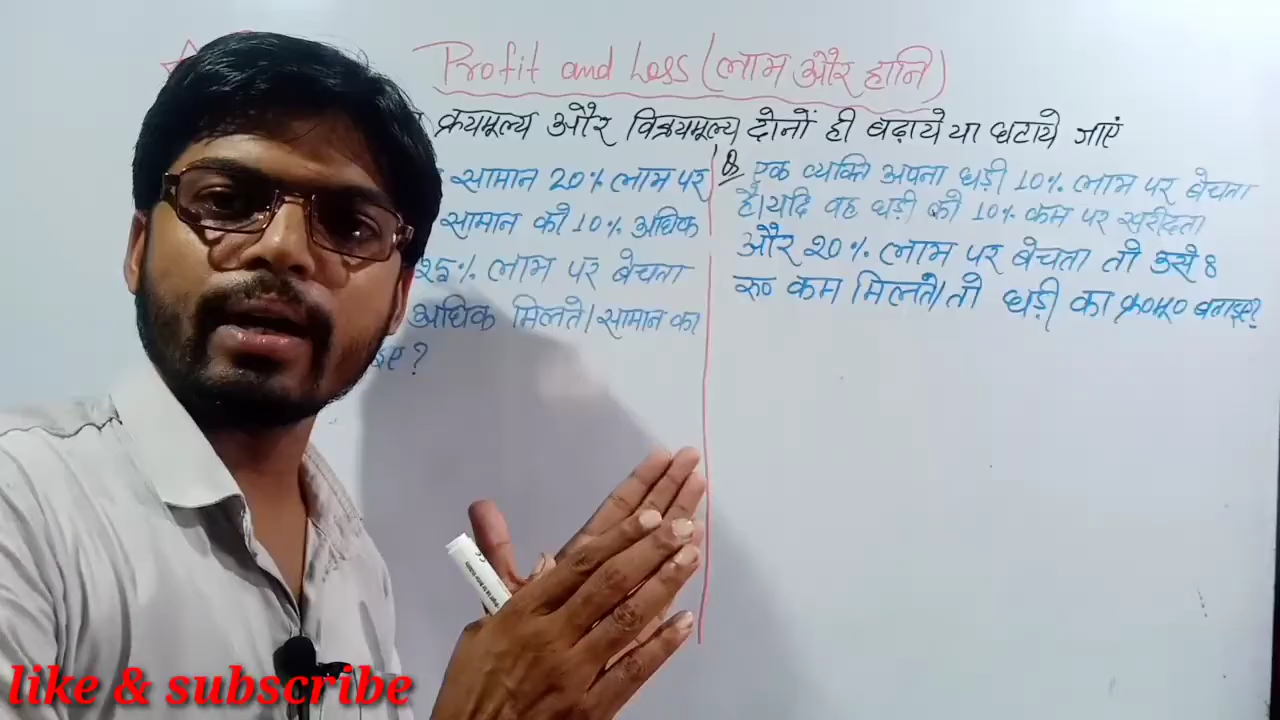 Profit and Loss (लाभ और हानि)
क्रयमूल्य और विक्रयमूल्य दोनों ही बढ़ाये या घटाये जाएं
सामान 20% लाभ पर
सामान को 10% अधिक
25% लाभ पर बेचता
अधिक मिलते। सामान का
?
Q. एक व्यक्ति अपना घड़ी 10% लाभ पर बेचता
है। यदि वह घड़ी को 10% कम पर खरीदता
और 20% लाभ पर बेचता तो उसे 8
रु० कम मिलते। तो घड़ी का क्र०मू० बताइए?
like & subscribe